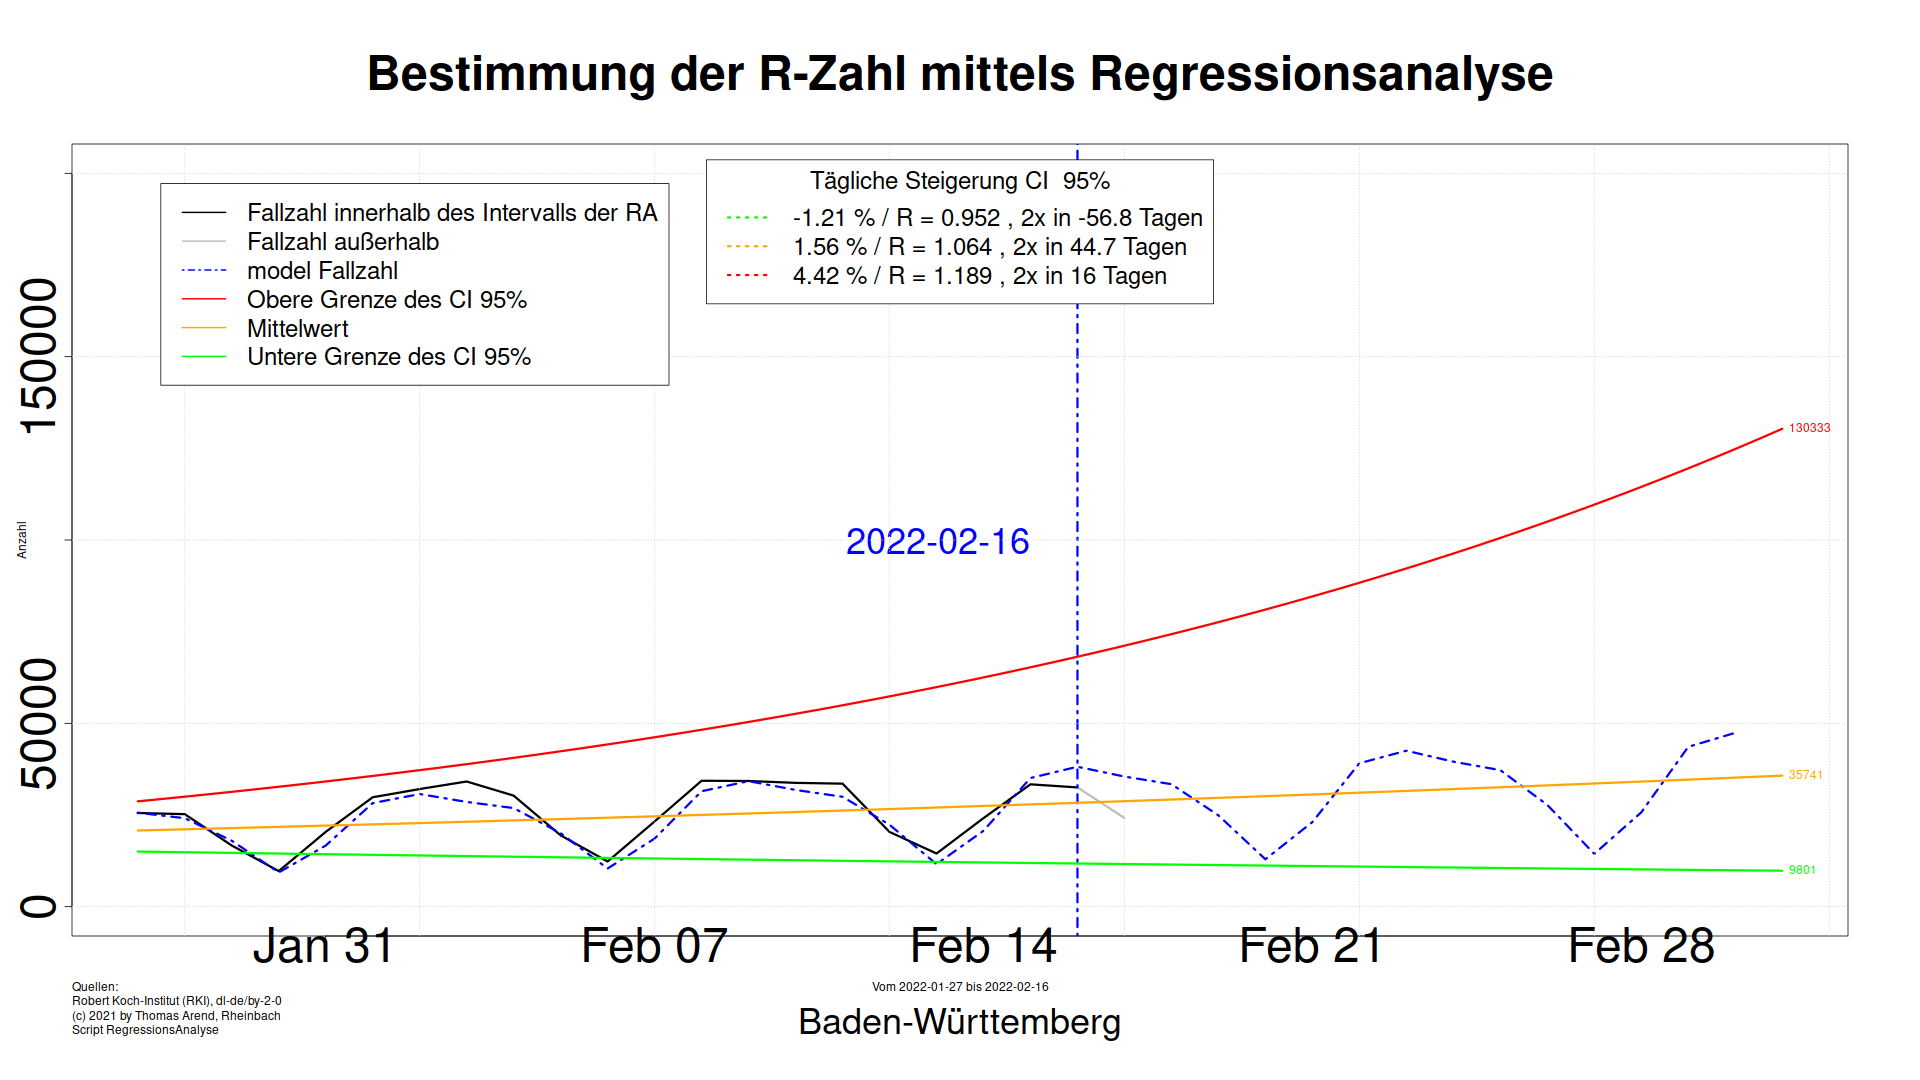 Bestimmung der R-Zahl mittels Regressionsanalyse
Fallzahl innerhalb des Intervalls der RA
Fallzahl außerhalb
model Fallzahl
Obere Grenze des CI 95%
Mittelwert
Untere Grenze des CI 95%
Tägliche Steigerung CI  95%
-1.21 % / R = 0.952 , 2x in -56.8 Tagen
1.56 % / R = 1.064 , 2x in 44.7 Tagen
4.42 % / R = 1.189 , 2x in 16 Tagen
150000
50000
0
Anzahl
2022-02-16
130333
35741
9801
Jan 31
Feb 07
Feb 14
Feb 21
Feb 28
Vom 2022-01-27 bis 2022-02-16
Baden-Württemberg
Quellen:
Robert Koch-Institut (RKI), dl-de/by-2-0
(c) 2021 by Thomas Arend, Rheinbach
Script RegressionsAnalyse